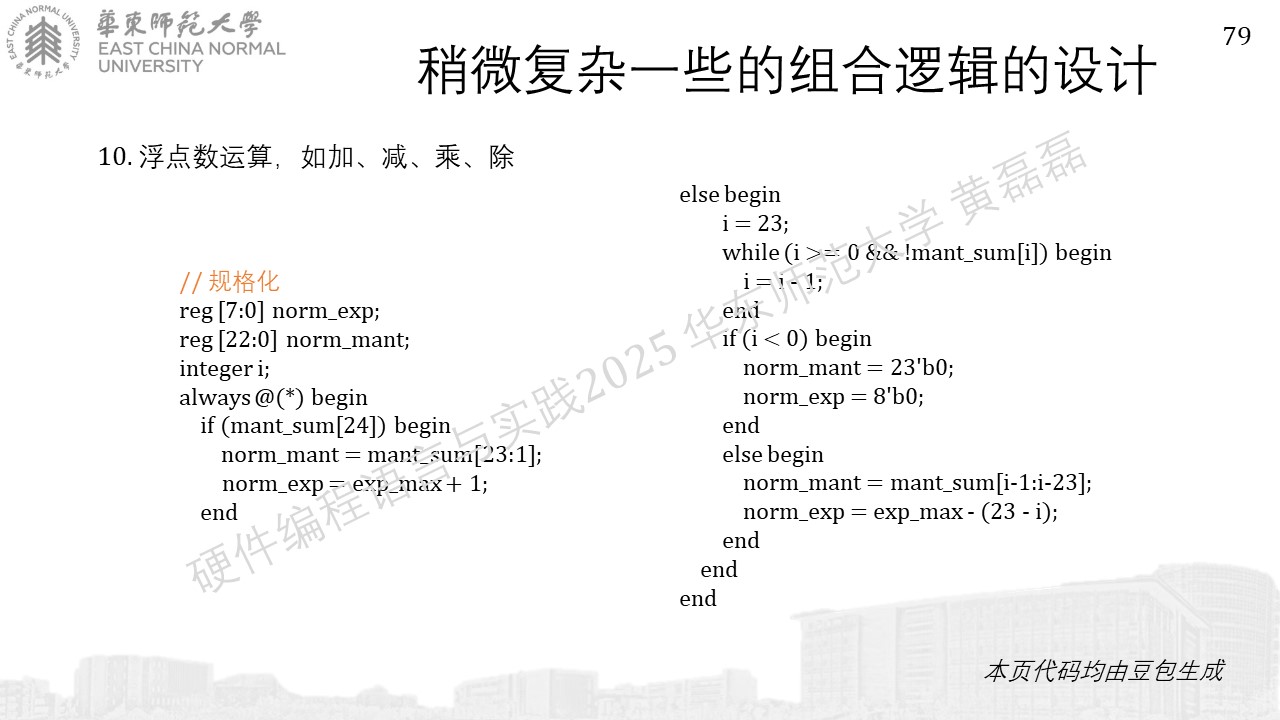 華東師範大學
EAST CHINA NORMAL
UNIVERSITY
EAST CHINA NORMAL UNIVERSITY
華東師範大學
79
稍微复杂一些的组合逻辑的设计
10. 浮点数运算，如加、减、乘、除
// 规格化
reg [7:0] norm_exp;
reg [22:0] norm_mant;
integer i;
always @(*) begin
if (mant_sum[24]) begin
norm_mant = mant_sum[23:1];
norm_exp = exp_max + 1;
end
else begin
i = 23;
while (i >= 0 && !mant_sum[i]) begin
i = i - 1;
end
if (i < 0) begin
norm_mant = 23'b0;
norm_exp = 8'b0;
end
else begin
norm_mant = mant_sum[i-1:i-23];
norm_exp = exp_max - (23 - i);
end
end
end
硬件编程语言与实践2025 华东师范大学 黄磊磊
本页代码均由豆包生成